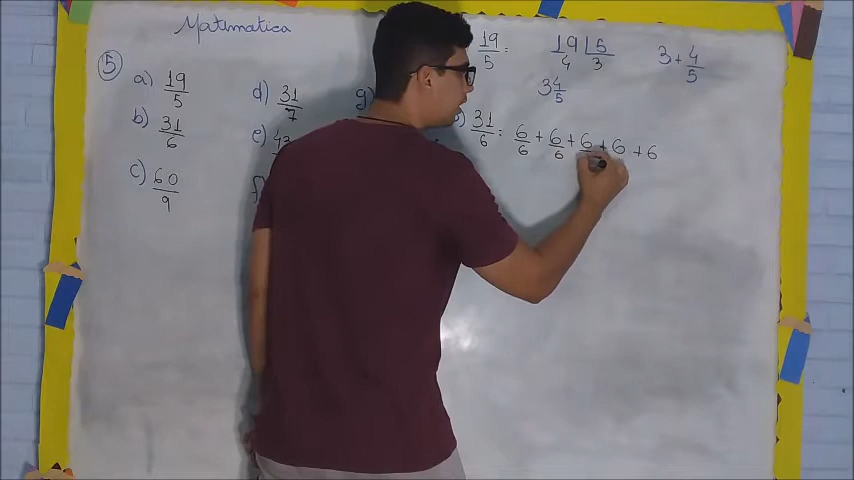 Matematica
5
a) 19/5
b) 31/6
c) 60/9
d) 31/7
e)
g)
19/5 =
19 | 5
4 3
3 + 4/5
3 4/5
31/6 = 6/6 + 6/6 + 6 + 6 + 6